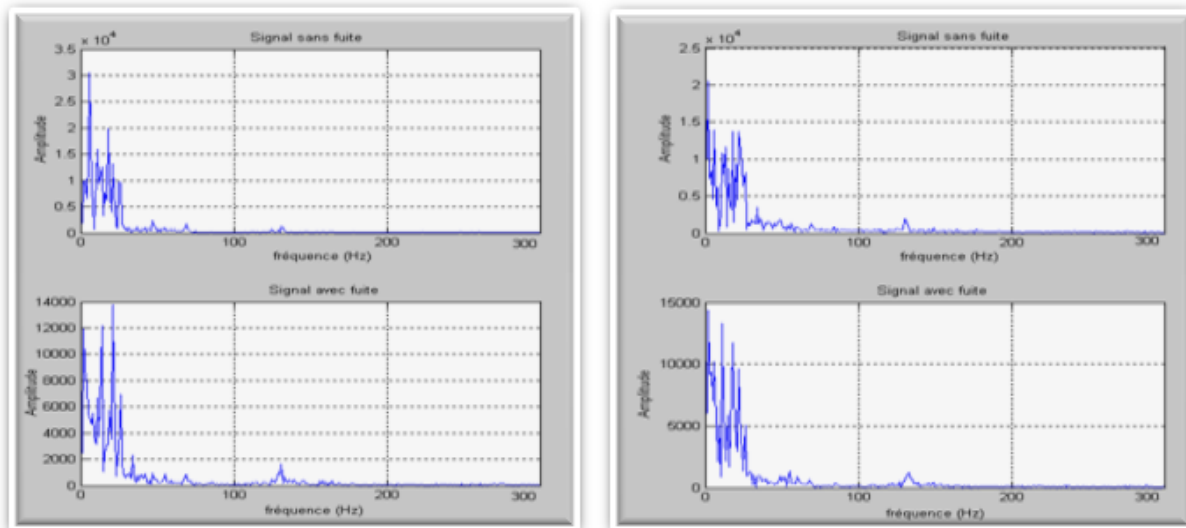 Signal sans fuite
× 10⁴
3.5
3
2.5
2
1.5
1
0.5
0
Amplitude
0 100 200 300
fréquence (Hz)
Signal avec fuite
14000
12000
10000
8000
6000
4000
2000
0
Amplitude
0 100 200 300
fréquence (Hz)
Signal sans fuite
× 10⁴
2.5
2
1.5
1
0.5
0
Amplitude
0 100 200 300
fréquence (Hz)
Signal avec fuite
15000
10000
5000
0
Amplitude
0 100 200 300
fréquence (Hz)